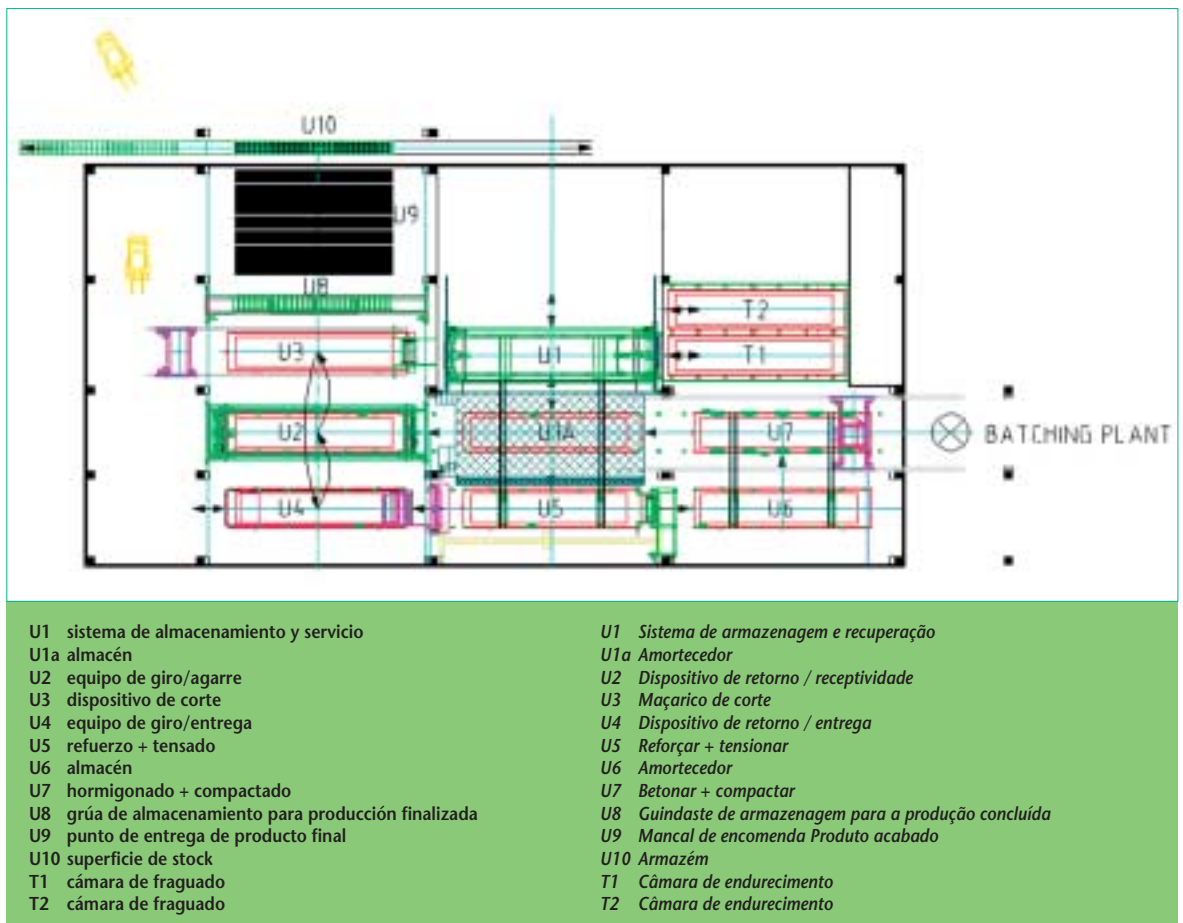 U10
U9
U8
T2
U3
U1
T1
U2
U1A
U7
BATCHING PLANT
U4
U5
U6
U1 sistema de almacenamiento y servicio
U1a almacén
U2 equipo de giro/agarre
U3 dispositivo de corte
U4 equipo de giro/entrega
U5 refuerzo + tensado
U6 almacén
U7 hormigonado + compactado
U8 grúa de almacenamiento para producción finalizada
U9 punto de entrega de producto final
U10 superficie de stock
T1 cámara de fraguado
T2 cámara de fraguado
U1 Sistema de armazenagem e recuperação
U1a Amortecedor
U2 Dispositivo de retorno / receptividade
U3 Maçarico de corte
U4 Dispositivo de retorno / entrega
U5 Reforçar + tensionar
U6 Amortecedor
U7 Betonar + compactar
U8 Guindaste de armazenagem para a produção concluída
U9 Mancal de encomenda Produto acabado
U10 Armazém
T1 Câmara de endurecimento
T2 Câmara de endurecimento